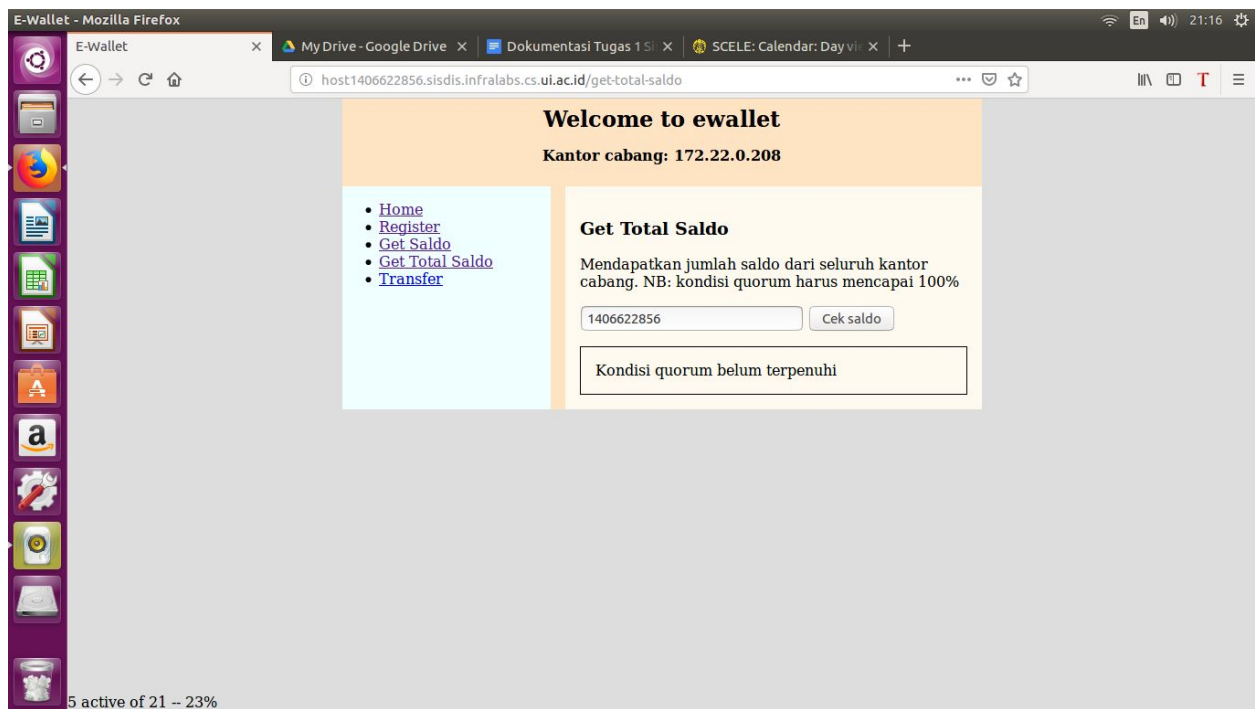 E-Wallet - Mozilla Firefox
En 21:16
E-Wallet
My Drive - Google Drive
Dokumentasi Tugas 1 Si
SCELE: Calendar: Day vie
host1406622856.sisdis.infralabs.cs.ui.ac.id/get-total-saldo
Welcome to ewallet
Kantor cabang: 172.22.0.208
Home
Register
Get Saldo
Get Total Saldo
Transfer
Get Total Saldo
Mendapatkan jumlah saldo dari seluruh kantor
cabang. NB: kondisi quorum harus mencapai 100%
1406622856 Cek saldo
Kondisi quorum belum terpenuhi
5 active of 21 -- 23%